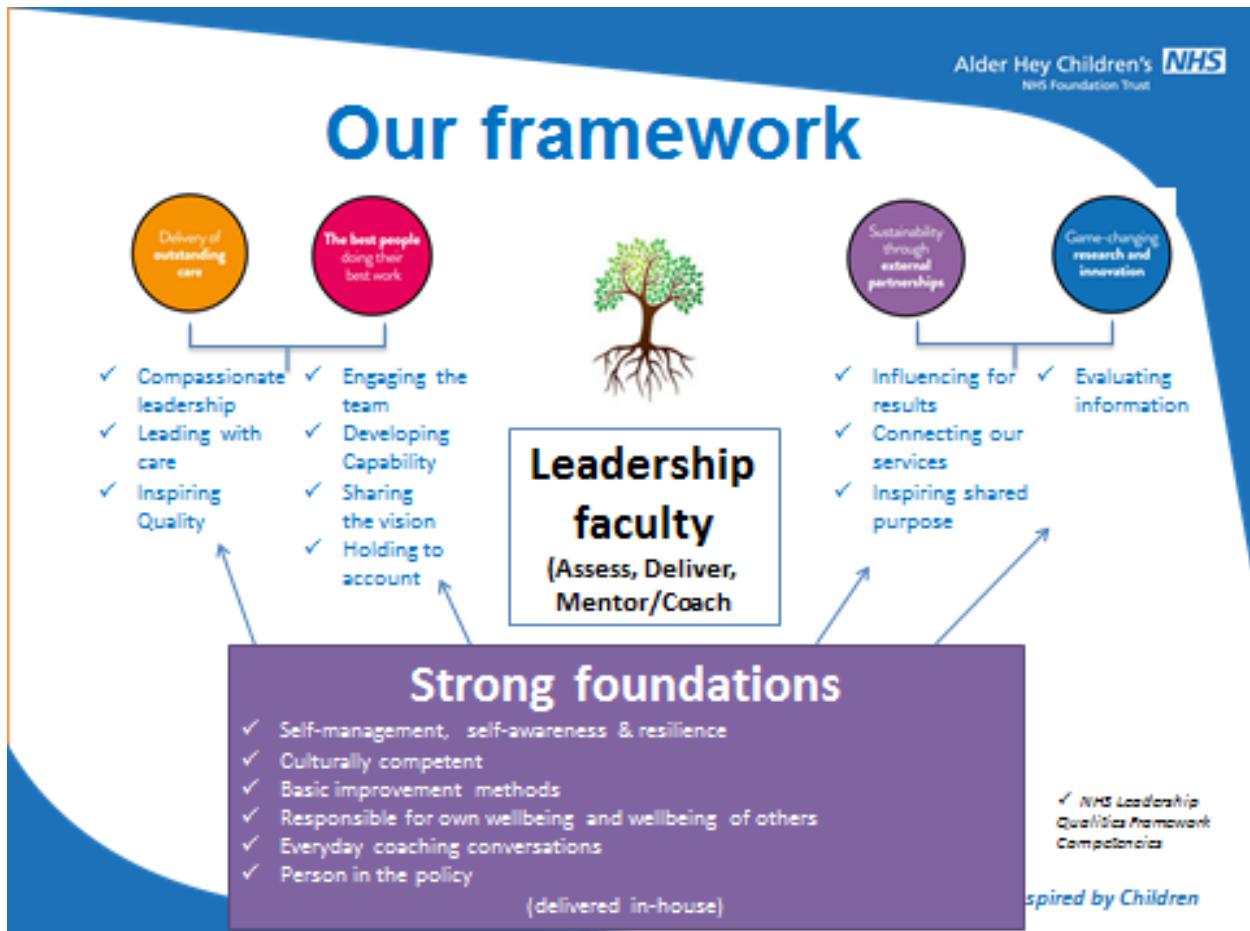 Alder Hey Children's NHS
NHS Foundation Trust
Our framework
Delivery of
outstanding
care
The best people
doing their
best work
Sustainability
through
external
partnerships
Game-changing
research and
innovation
✓ Compassionate
leadership
✓ Leading with
care
✓ Inspiring
Quality
✓ Engaging the
team
✓ Developing
Capability
✓ Sharing
the vision
✓ Holding to
account
Leadership
faculty
(Assess, Deliver,
Mentor/Coach
✓ Influencing for
results
✓ Connecting our
services
✓ Inspiring shared
purpose
✓ Evaluating
information
Strong foundations
✓ Self-management, self-awareness & resilience
✓ Culturally competent
✓ Basic improvement methods
✓ Responsible for own wellbeing and wellbeing of others
✓ Everyday coaching conversations
✓ Person in the policy
(delivered in-house)
✓ NHS Leadership
Qualities Framework
Competencies
spired by Children